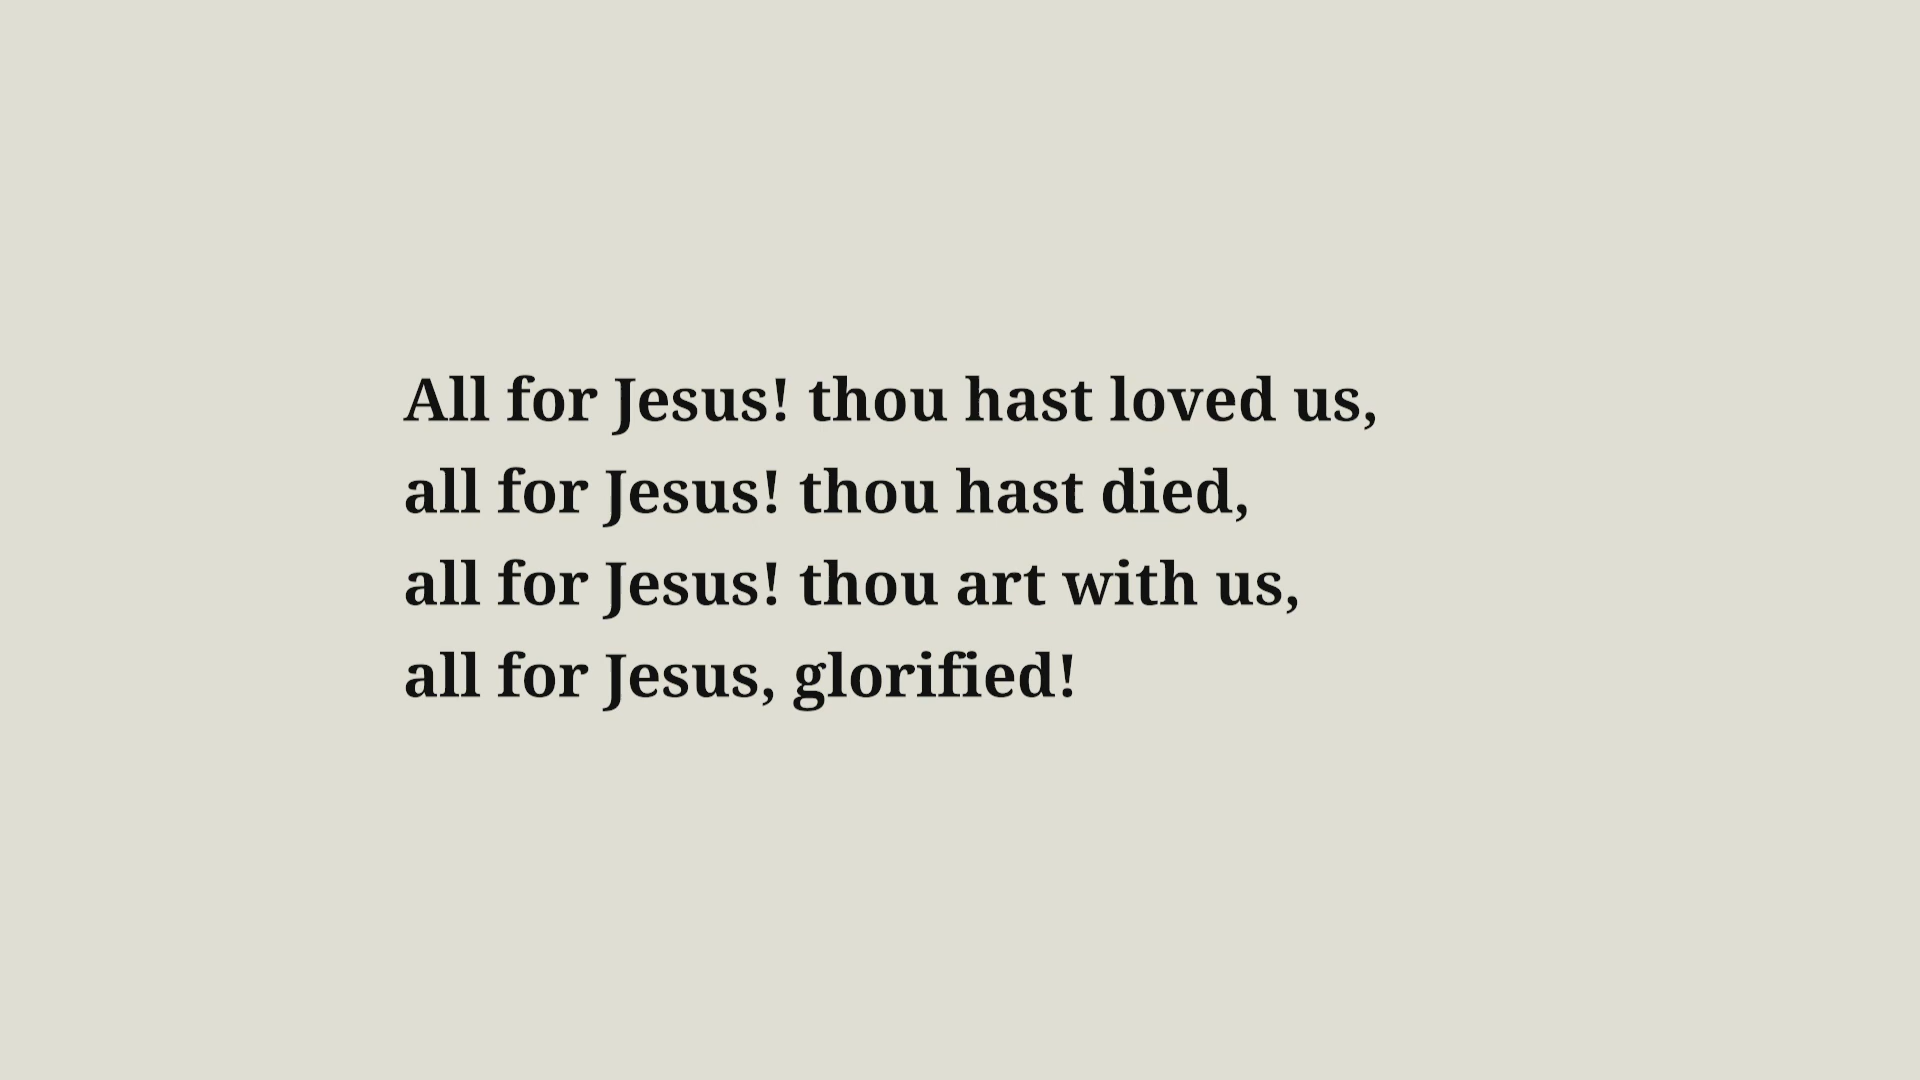 All for Jesus! thou hast loved us,
all for Jesus! thou hast died,
all for Jesus! thou art with us,
all for Jesus, glorified!